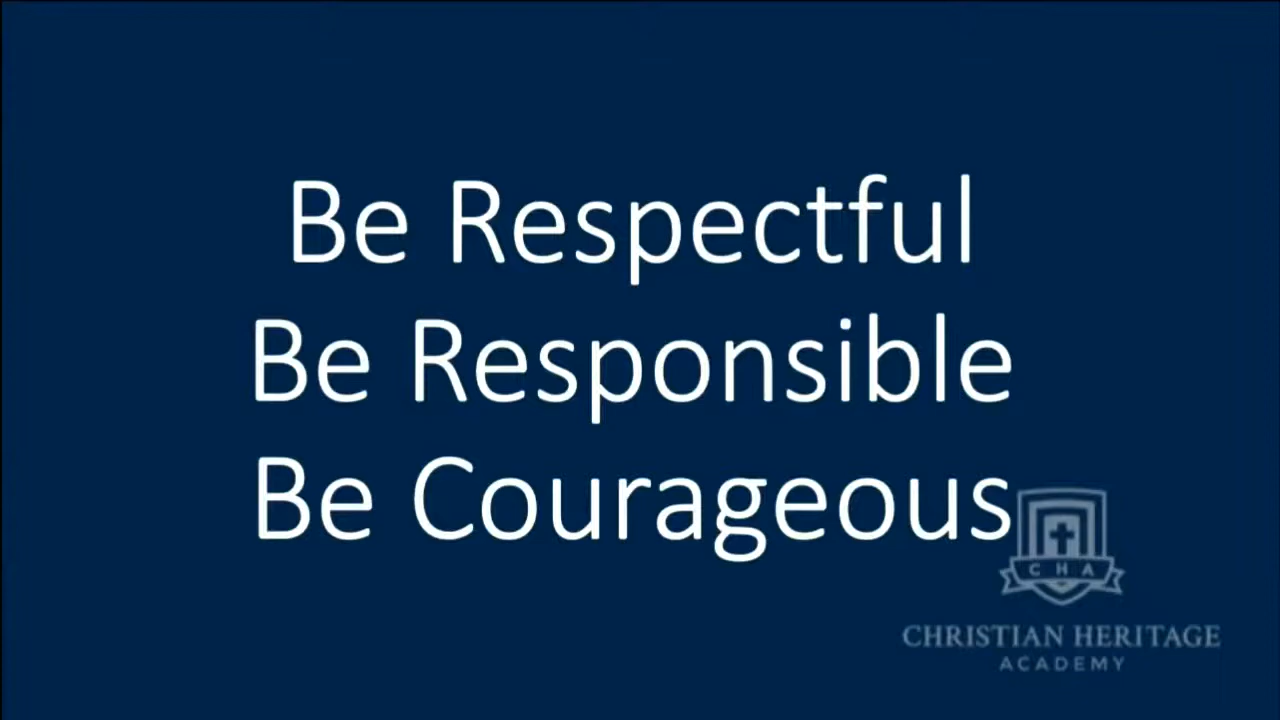 Be Respectful
Be Responsible
Be Courageous
CHA
CHRISTIAN HERITAGE
ACADEMY